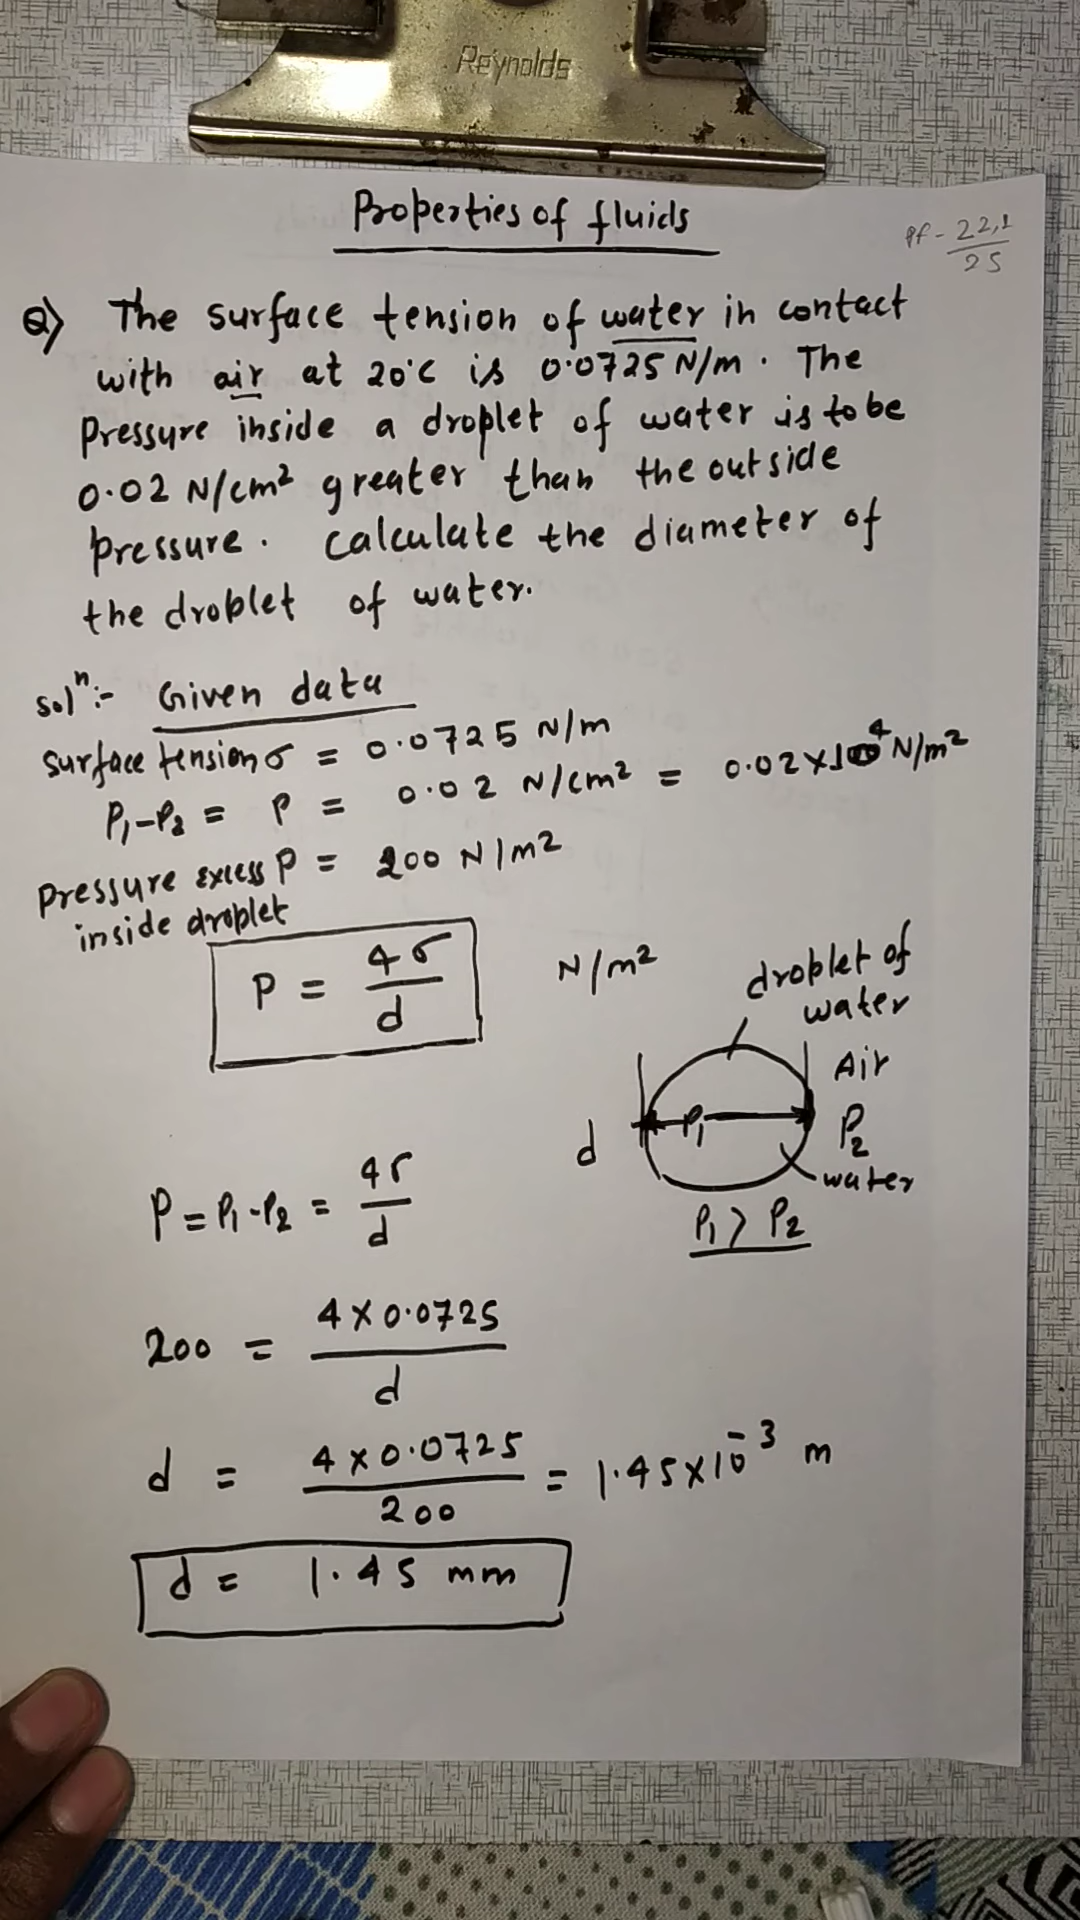 Reynolds
Properties of fluids
Pf - 22,1
25
Q) The surface tension of water in contact
with air at 20°C is 0.0725 N/m. The
Pressure inside a droplet of water is to be
0.02 N/cm² greater than the outside
pressure. calculate the diameter of
the droplet of water.
solⁿ:- Given data
surface tension σ = 0.0725 N/m
P₁-P₂ = P = 0.02 N/cm² = 0.02×10⁴ N/m²
Pressure excess P = 200 N/m²
inside droplet
P = 4σ/d N/m²
droplet of
water
Air
d P₁ P₂
water
P₁ > P₂
P = P₁-P₂ = 4σ/d
200 = 4×0.0725/d
d = 4×0.0725/200 = 1.45×10⁻³ m
d = 1.45 mm